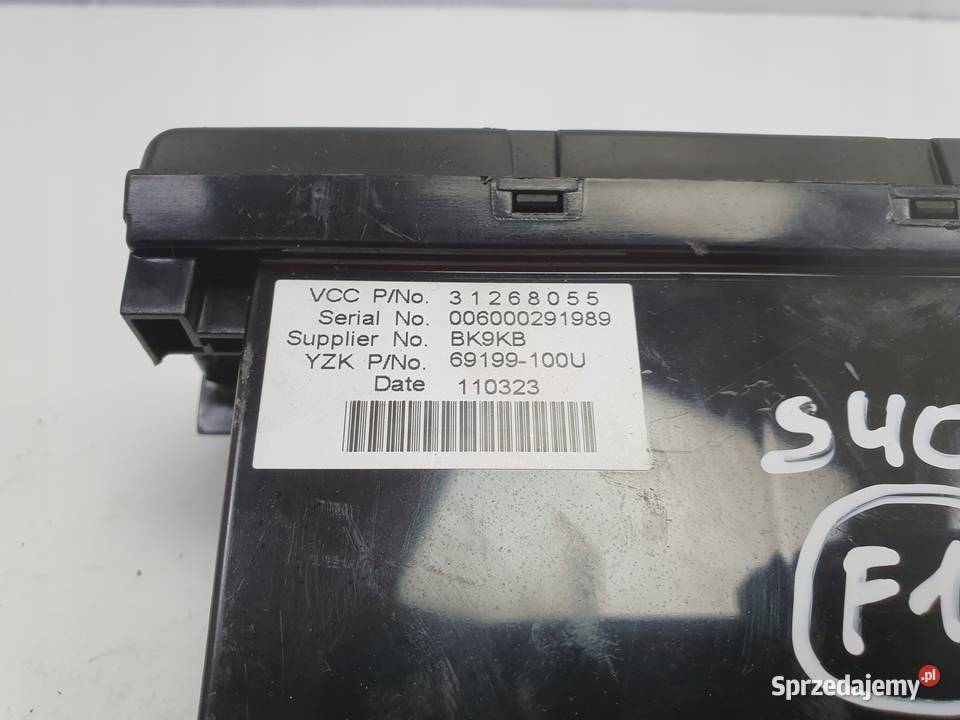 VCC P/No. 31268055
Serial No. 006000291989
Supplier No. BK9KB
YZK P/No. 69199-100U
Date 110323
S40
F1
Sprzedajemy.pl